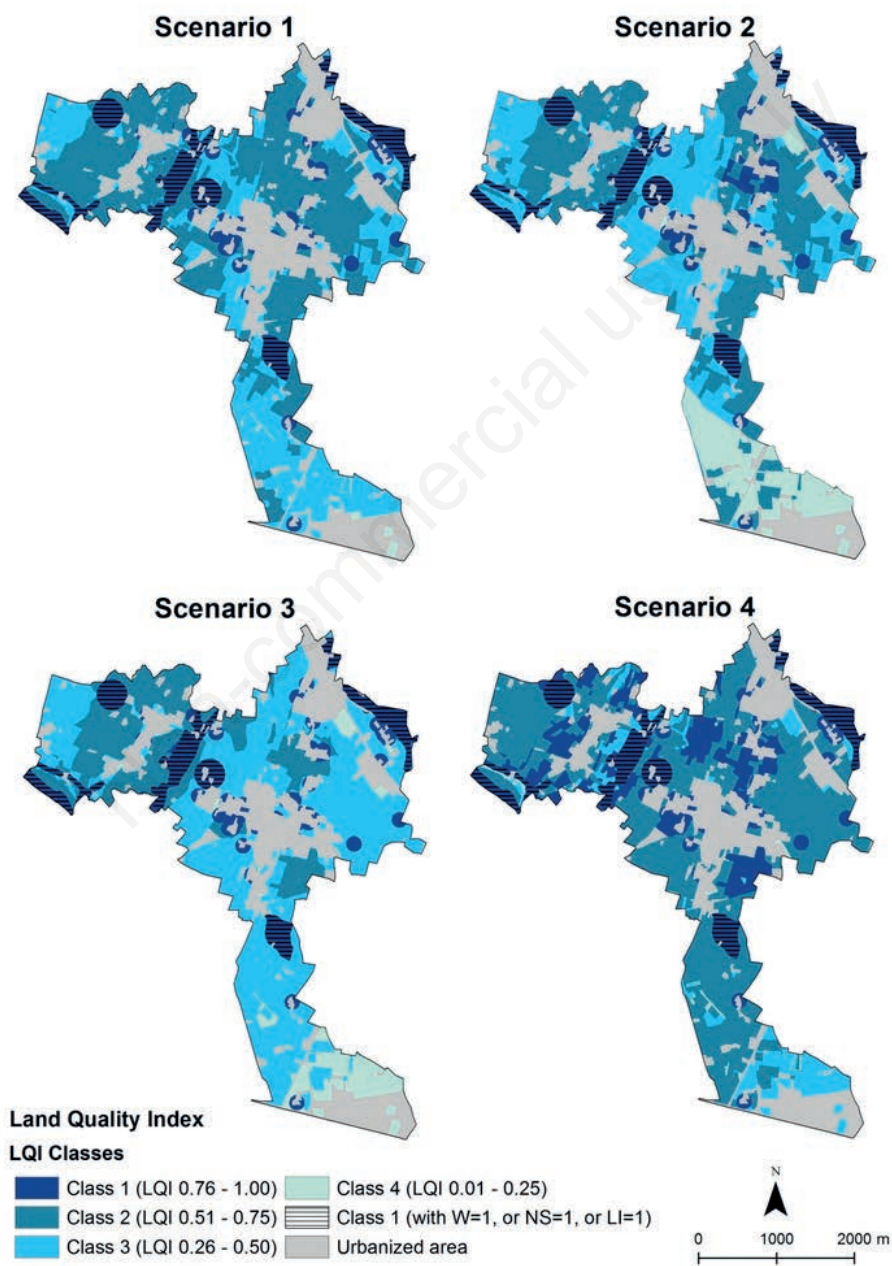 Scenario 1
Scenario 2
Scenario 3
Scenario 4
Land Quality Index
LQI Classes
Class 1 (LQI 0.76 - 1.00)
Class 2 (LQI 0.51 - 0.75)
Class 3 (LQI 0.26 - 0.50)
Class 4 (LQI 0.01 - 0.25)
Class 1 (with W=1, or NS=1, or LI=1)
Urbanized area
N
0 1000 2000 m
commercial